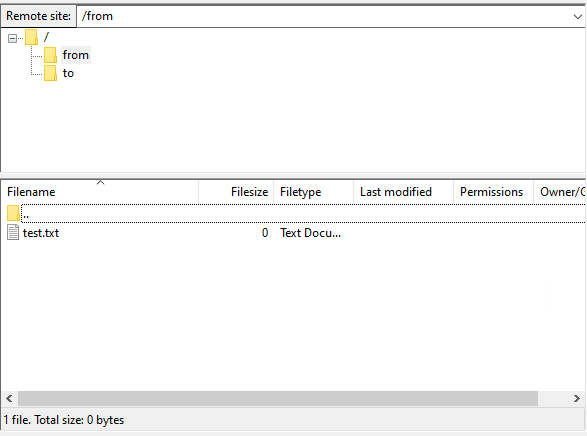 Remote site: /from
/
from
to
Filename Filesize Filetype Last modified Permissions Owner/G
..
test.txt 0 Text Docu...
1 file. Total size: 0 bytes